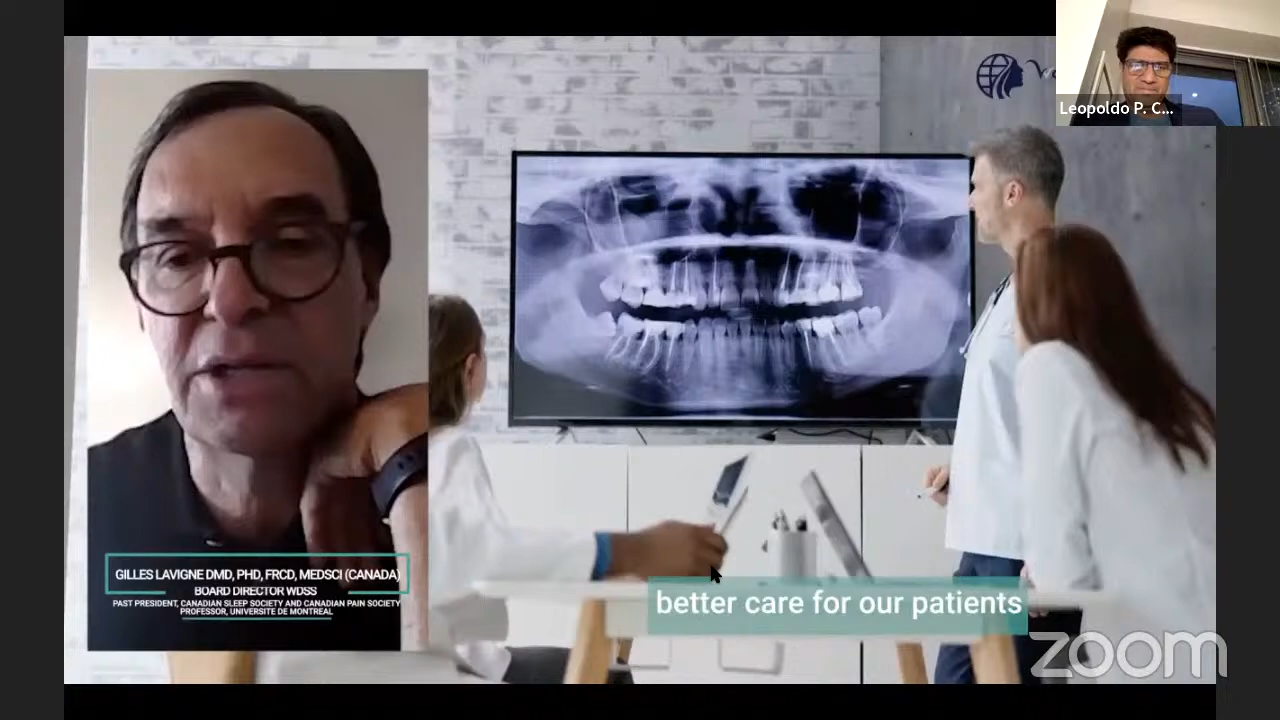 Leopoldo P. C...
GILLES LAVIGNE DMD, PHD, FRCD, MEDSCI (CANADA)
BOARD DIRECTOR WDSS
PAST PRESIDENT, CANADIAN SLEEP SOCIETY AND CANADIAN PAIN SOCIETY
PROFESSOR, UNIVERSITE DE MONTREAL
better care for our patients
zoom